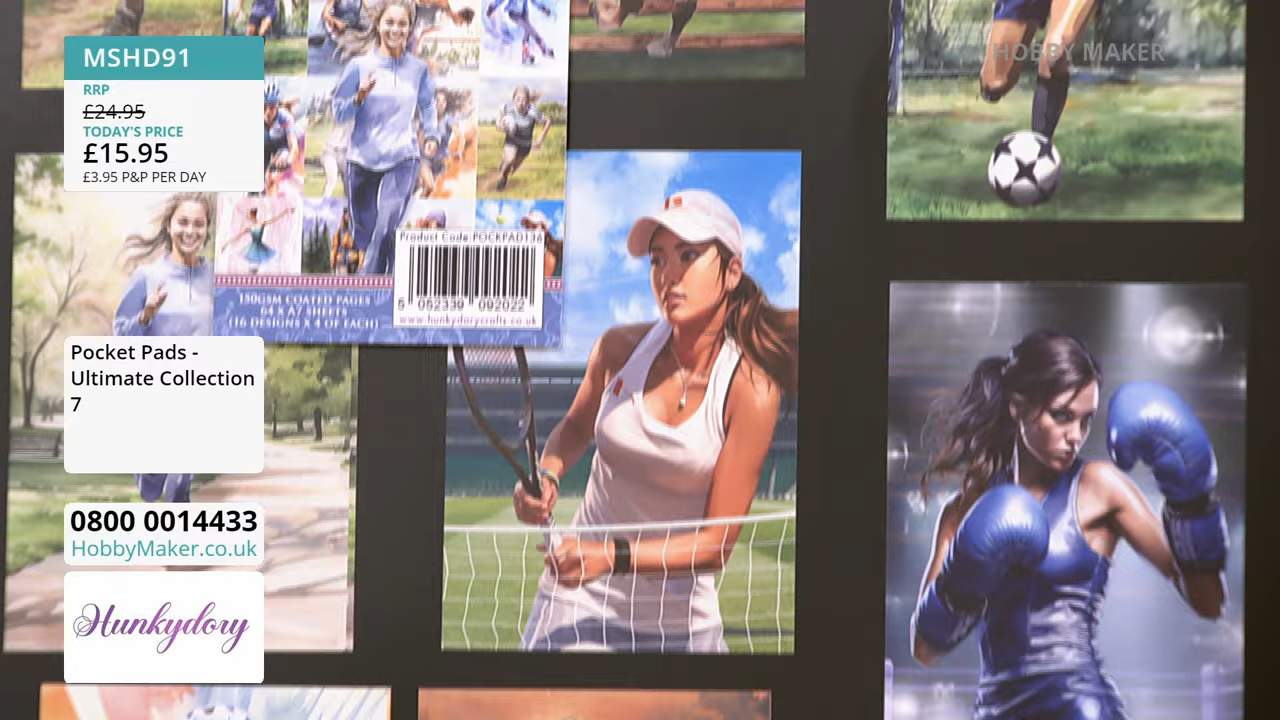 MSHD91
RRP
£24.95
TODAY'S PRICE
£15.95
£3.95 P&P PER DAY
HOBBY MAKER
Product Code: POCKPAD136
5 052339 092022
www.hunkydorycrafts.co.uk
150GSM COATED PAGES
64 X A7 SHEETS
(16 DESIGNS X 4 OF EACH)
Pocket Pads -
Ultimate Collection
7
0800 0014433
HobbyMaker.co.uk
Hunkydory